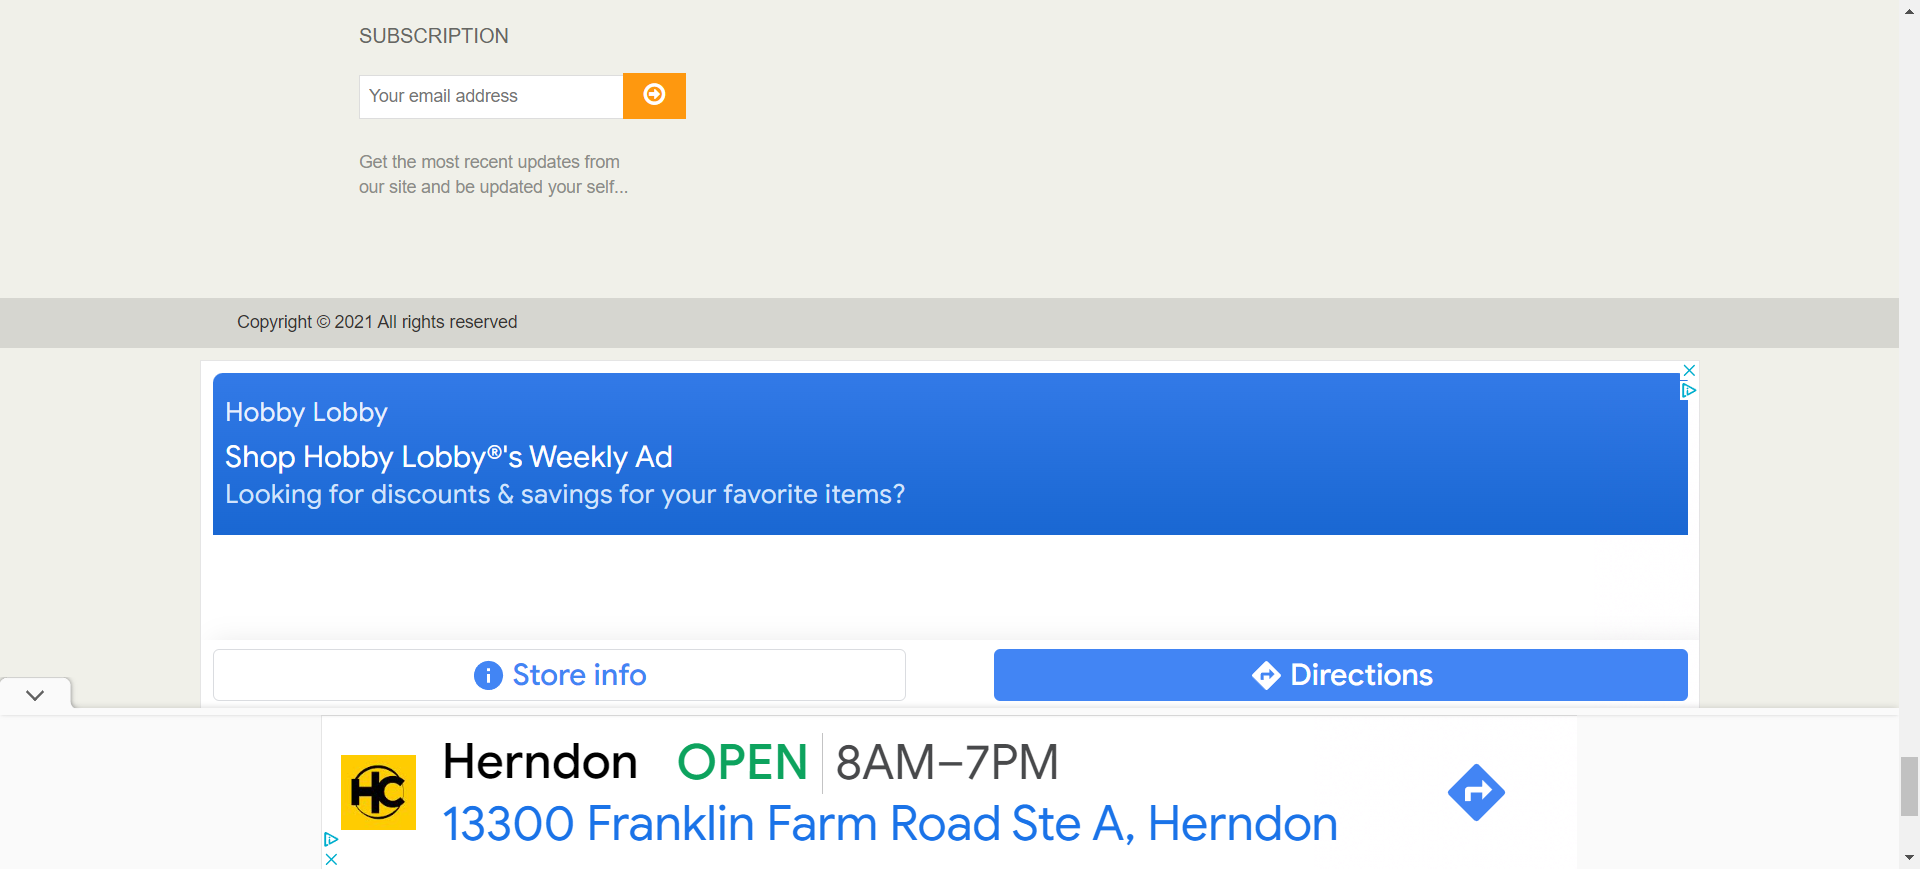 SUBSCRIPTION
Your email address
Get the most recent updates from
our site and be updated your self...
Copyright © 2021 All rights reserved
Hobby Lobby
Shop Hobby Lobby®'s Weekly Ad
Looking for discounts & savings for your favorite items?
Store info
Directions
Herndon OPEN 8AM–7PM
HC
13300 Franklin Farm Road Ste A, Herndon